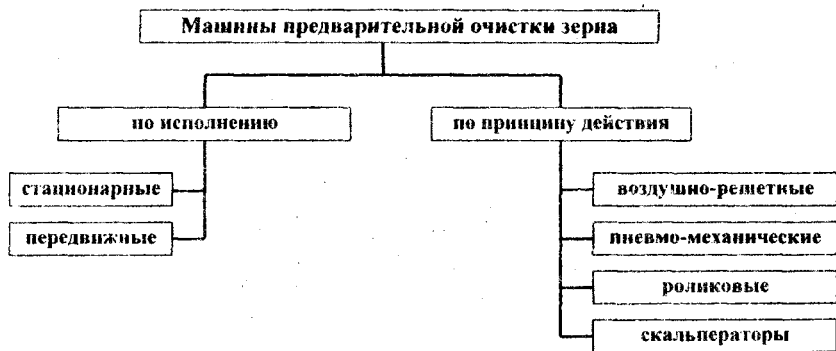 Машины предварительной очистки зерна
по исполнению
по принципу действия
стационарные
передвижные
воздушно-решетные
пневмо-механические
роликовые
скальператоры